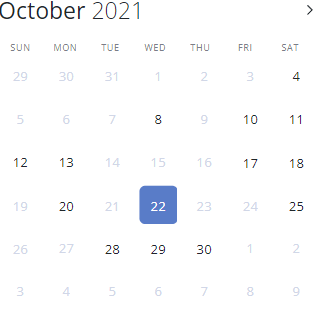 October 2021
SUN MON TUE WED THU FRI SAT
29 30 31 1 2 3 4
5 6 7 8 9 10 11
12 13 14 15 16 17 18
19 20 21 22 23 24 25
26 27 28 29 30 1 2
3 4 5 6 7 8 9